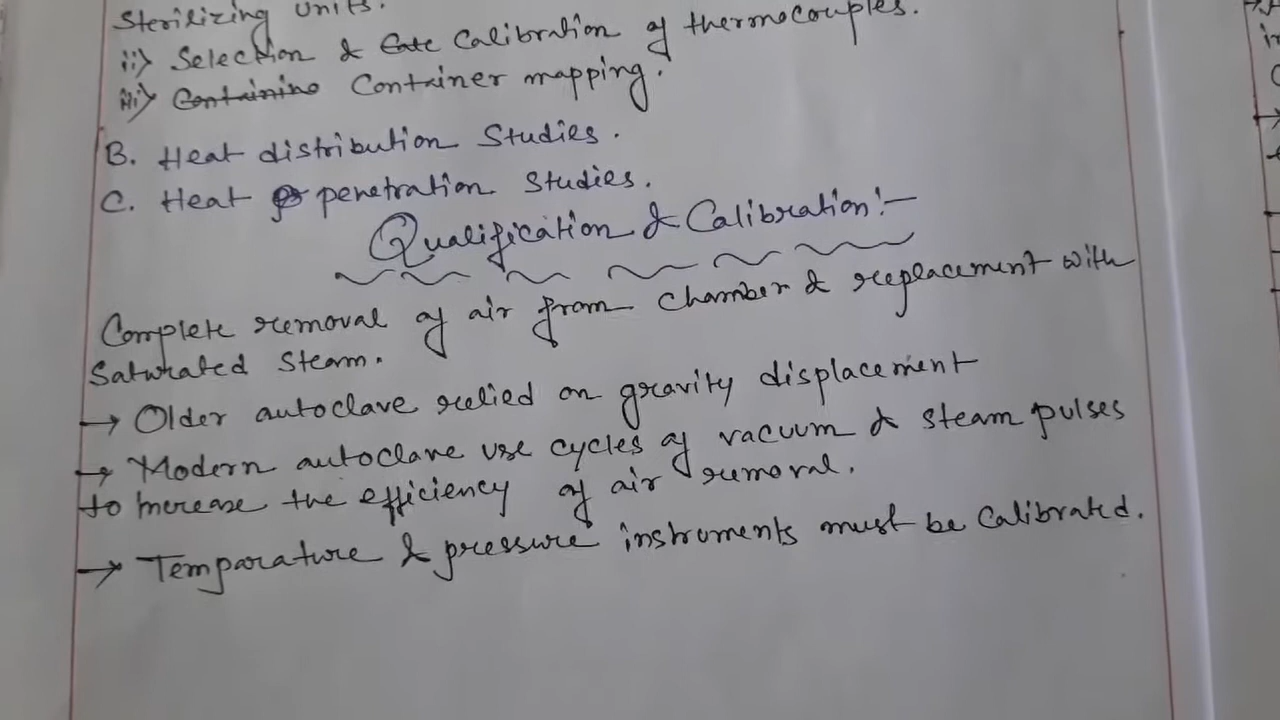 Sterilizing Units.
ii) Selection & Cate Calibration of thermocouples.
iii) Containino Container mapping.
B. Heat distribution Studies.
C. Heat penetration Studies.
Qualification & Calibration:-
Complete removal of air from chamber & replacement with
Saturated Steam.
→ Older autoclave relied on gravity displacement
→ Modern autoclave use cycles of vacuum & steam pulses
to increase the efficiency of air removal.
→ Temparature & pressure instruments must be Calibrated.